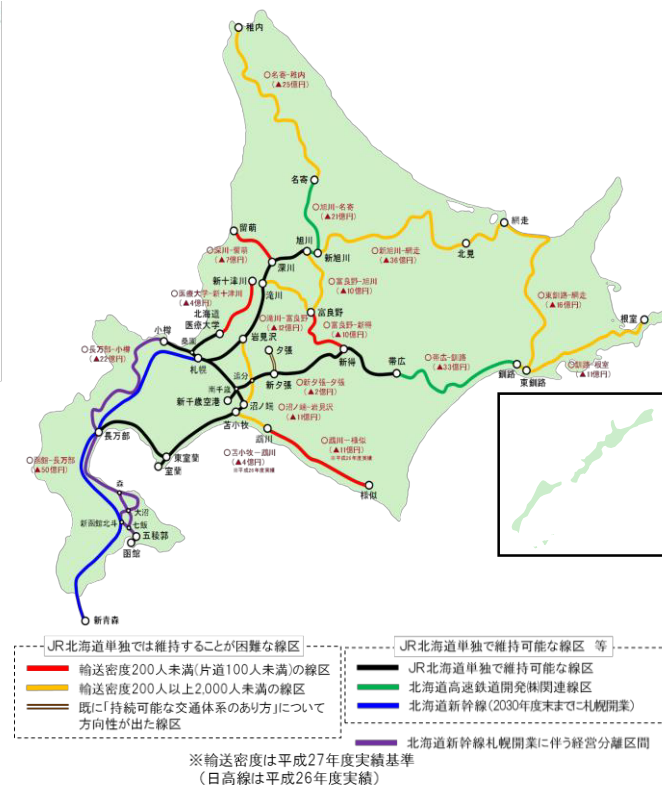 稚内
○名寄-稚内
(▲25億円)
名寄
○旭川-名寄
(▲21億円)
留萌
○深川-留萌
(▲7億円)
旭川
新旭川
深川
○新旭川-網走
(▲36億円)
網走
北見
新十津川
滝川
○富良野-旭川
(▲10億円)
○医療大学-新十津川
(▲4億円)
北海道
医療大学
○滝川-富良野
(▲12億円)
富良野
○富良野-新得
(▲10億円)
○東釧路-網走
(▲16億円)
根室
小樽
桑園
岩見沢
夕張
○長万部-小樽
(▲22億円)
札幌
追分
新得
帯広
○帯広-釧路
(▲33億円)
釧路
東釧路
○釧路-根室
(▲11億円)
南千歳
新夕張
○新夕張-夕張
(▲2億円)
新千歳空港
沼ノ端
○沼ノ端-岩見沢
(▲11億円)
苫小牧
鵡川
長万部
○鵡川-様似
(▲11億円)
※平成26年度実績
○苫小牧-鵡川
(▲4億円)
※平成26年度実績
東室蘭
室蘭
○函館-長万部
(▲50億円)
様似
森
大沼
新函館北斗
七飯
五稜郭
函館
新青森
JR北海道単独では維持することが困難な線区
輸送密度200人未満(片道100人未満)の線区
輸送密度200人以上2,000人未満の線区
既に「持続可能な交通体系のあり方」について
方向性が出た線区
JR北海道単独で維持可能な線区 等
JR北海道単独で維持可能な線区
北海道高速鉄道開発㈱関連線区
北海道新幹線(2030年度末までに札幌開業)
北海道新幹線札幌開業に伴う経営分離区間
※輸送密度は平成27年度実績基準
(日高線は平成26年度実績)